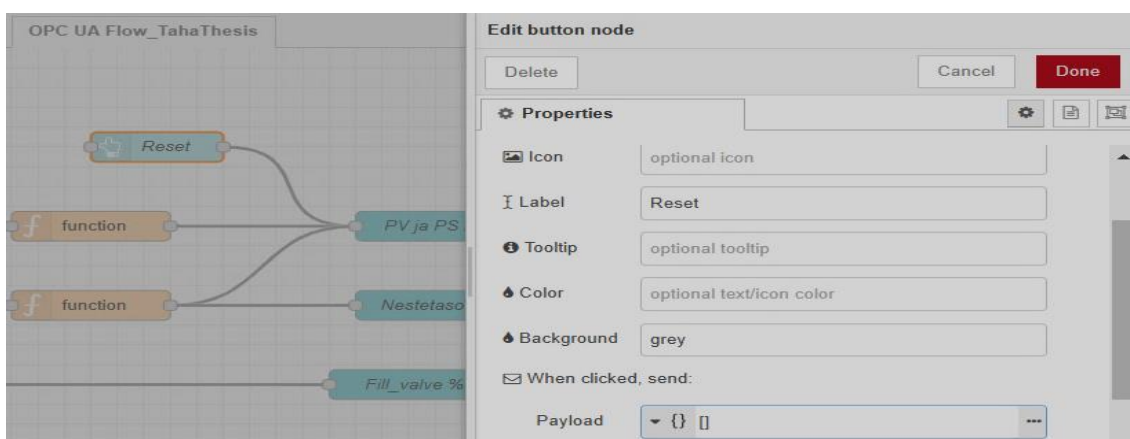 OPC UA Flow_TahaThesis
Reset
function
PV ja PS
function
Nestetaso
Fill_valve %
Edit button node
Delete
Cancel
Done
Properties
Icon
optional icon
Label
Reset
Tooltip
optional tooltip
Color
optional text/icon color
Background
grey
When clicked, send:
Payload
{} []